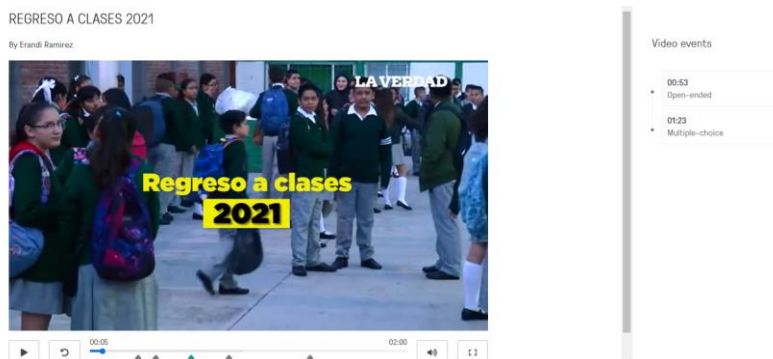 REGRESO A CLASES 2021
By Erandi Ramirez
LA VERDAD
Regreso a clases
2021
00:05
02:00
Video events
00:53
Open-ended
01:23
Multiple-choice